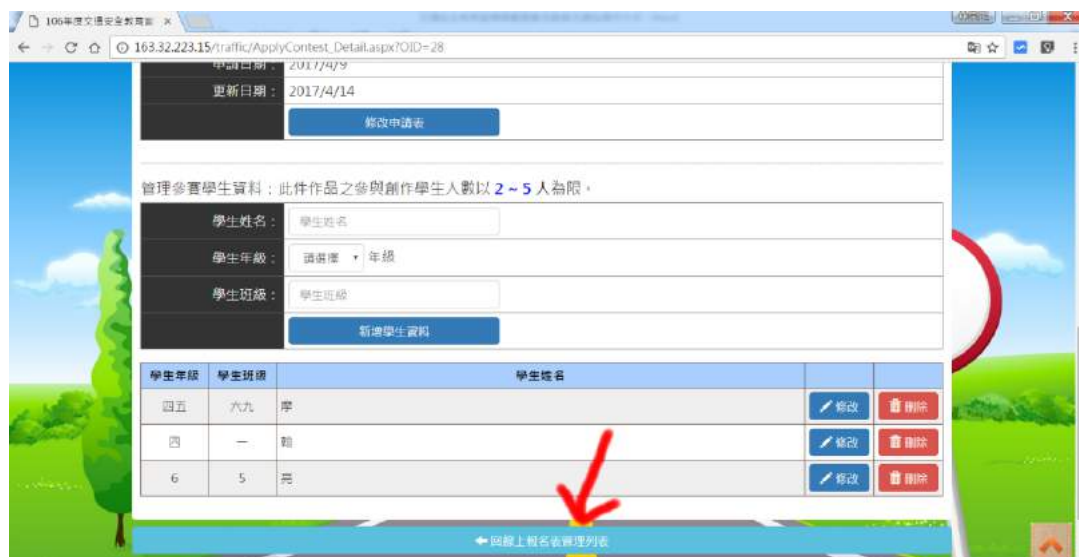 106年度交通安全教育宣
163.32.223.15/traffic/ApplyContest_Detail.aspx?OID=28
申請日期： 2017/4/9
更新日期： 2017/4/14
修改申請表
管理參賽學生資料：此件作品之參與創作學生人數以 2 ~ 5 人為限。
學生姓名： 學生姓名
學生年級： 請選擇 年級
學生班級： 學生班級
新增學生資料
學生年級 學生班級 學生姓名
四五 六九 摩 修改 刪除
四 一 翰 修改 刪除
6 5 亮 修改 刪除
回線上報名表管理列表